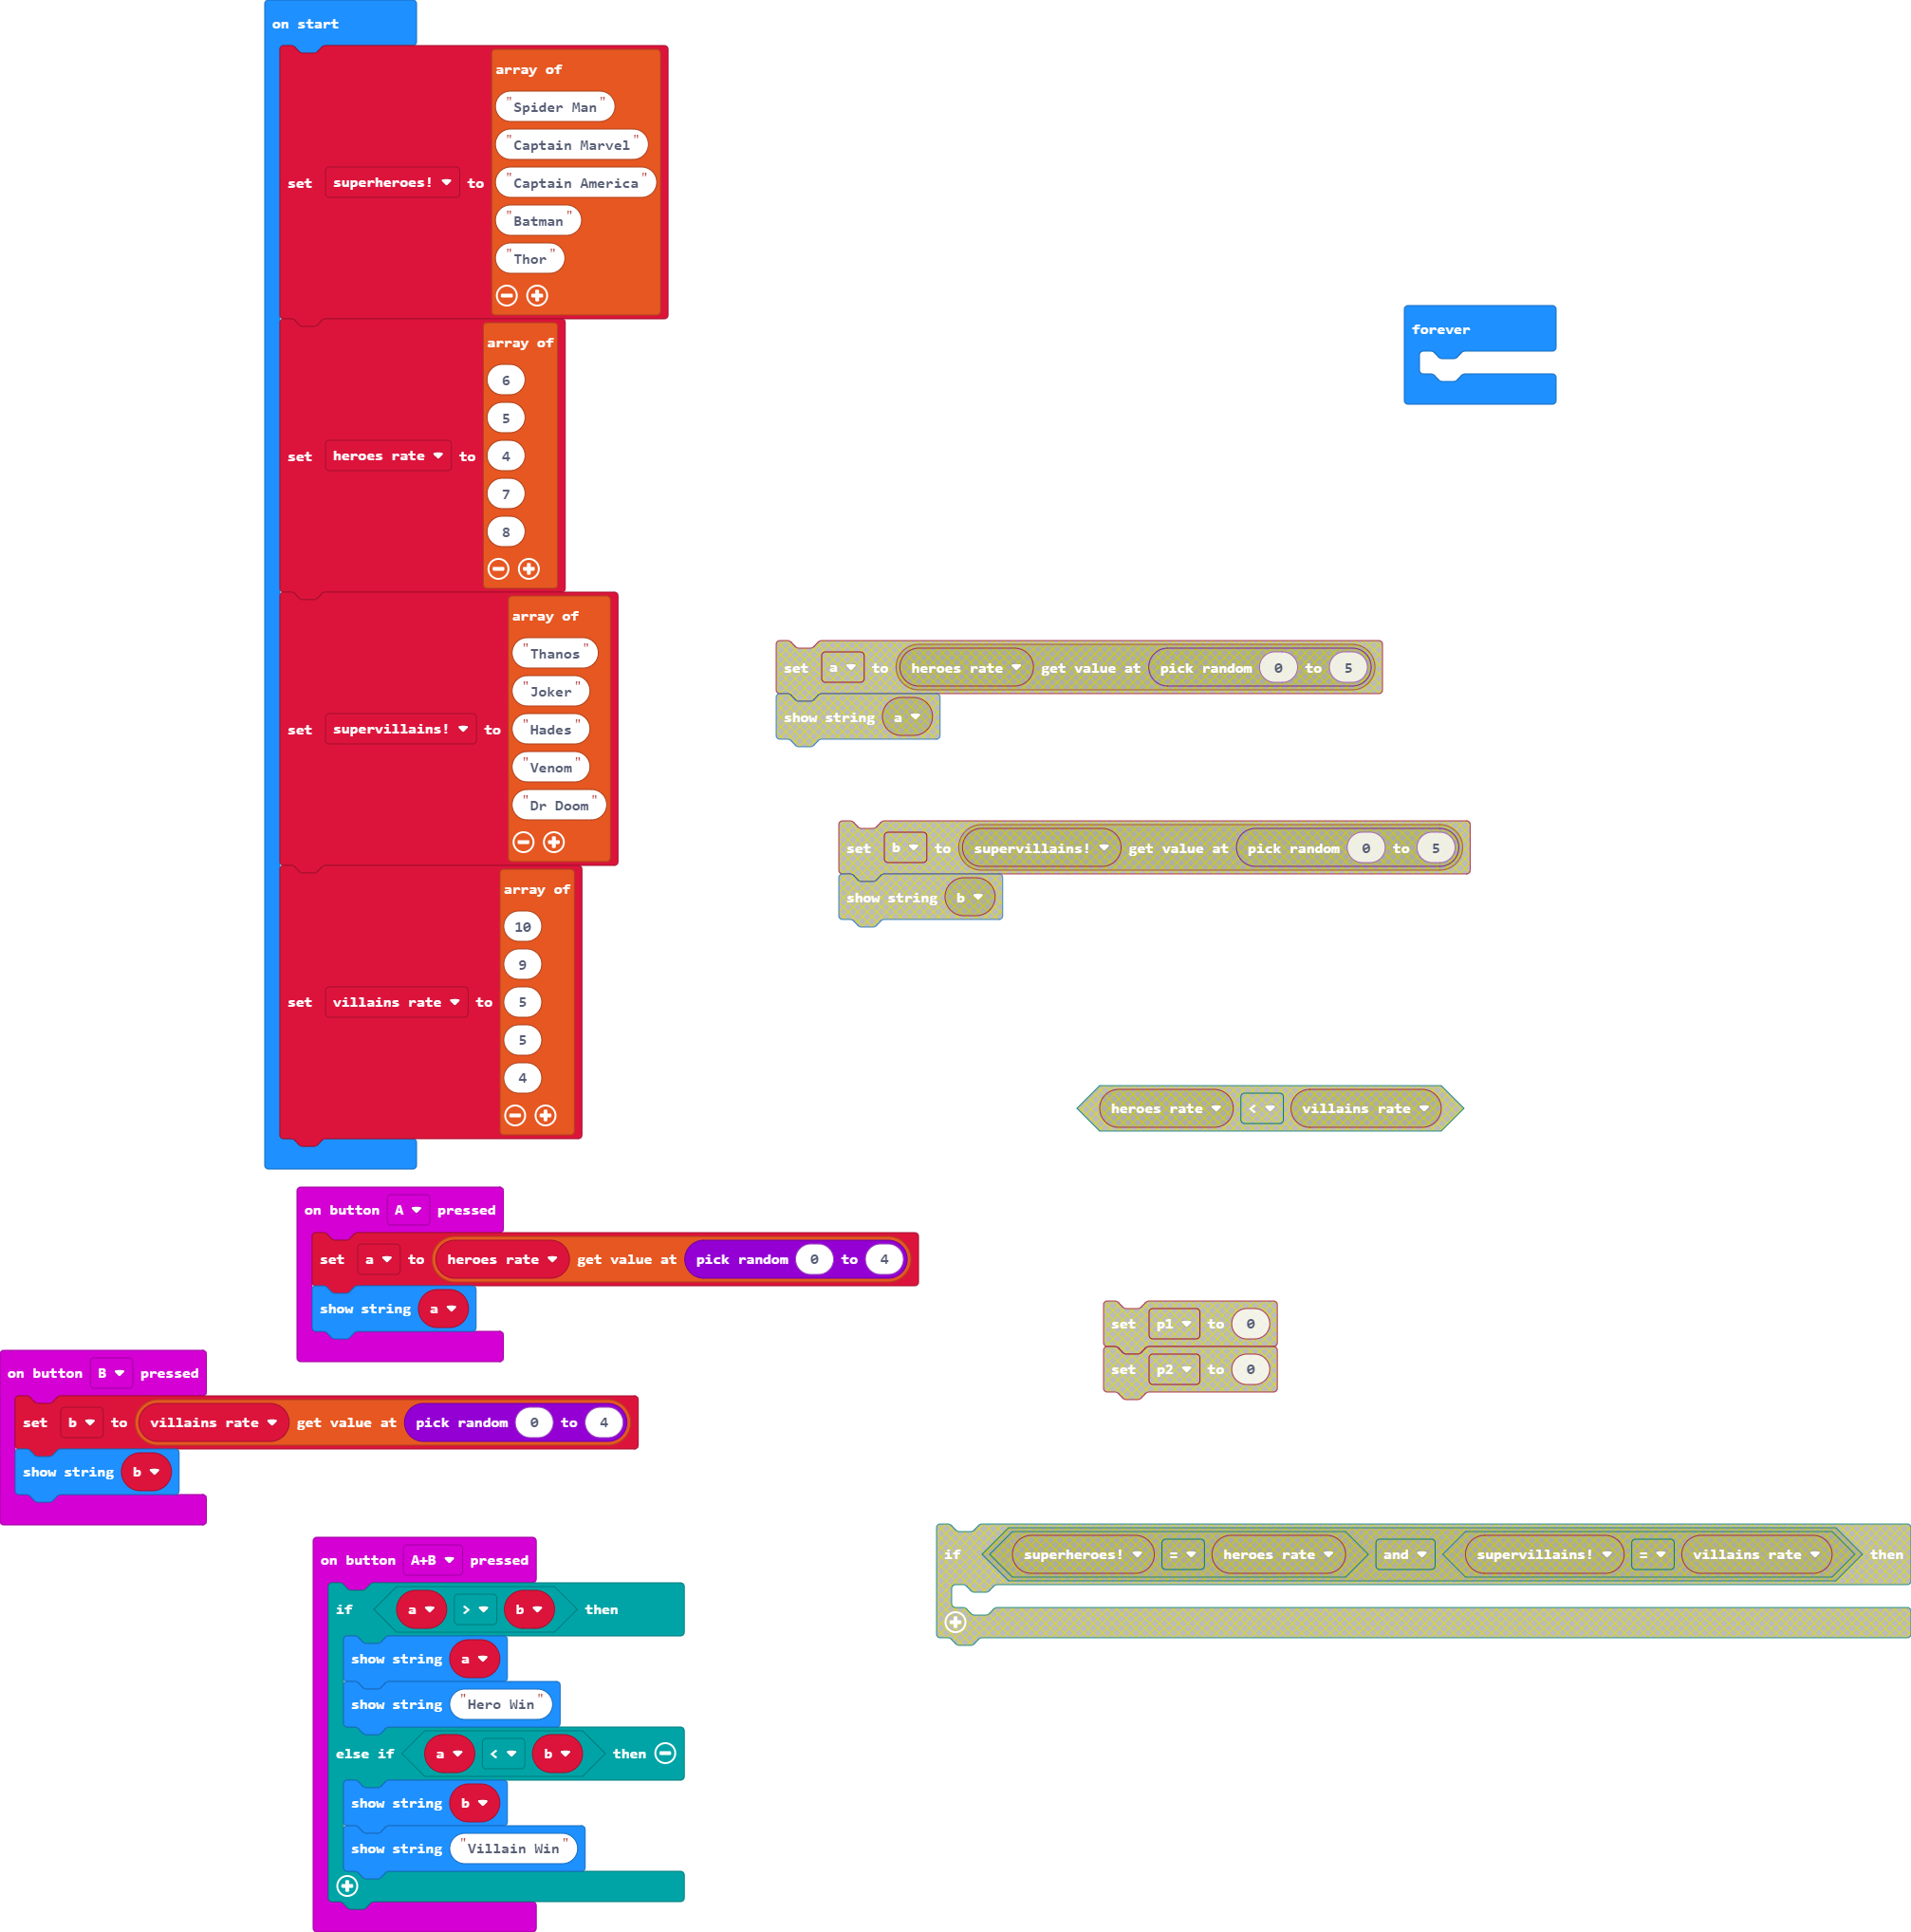 on start
set superheroes! to array of
"Spider Man"
"Captain Marvel"
"Captain America"
"Batman"
"Thor"
set heroes rate to array of
6
5
4
7
8
set supervillains! to array of
"Thanos"
"Joker"
"Hades"
"Venom"
"Dr Doom"
set villains rate to array of
10
9
5
5
4
forever
set a to heroes rate get value at pick random 0 to 5
show string a
set b to supervillains! get value at pick random 0 to 5
show string b
heroes rate < villains rate
on button A pressed
set a to heroes rate get value at pick random 0 to 4
show string a
set p1 to 0
set p2 to 0
on button B pressed
set b to villains rate get value at pick random 0 to 4
show string b
on button A+B pressed
if a > b then
show string a
show string "Hero Win"
else if a < b then
show string b
show string "Villain Win"
if superheroes! = heroes rate and supervillains! = villains rate then